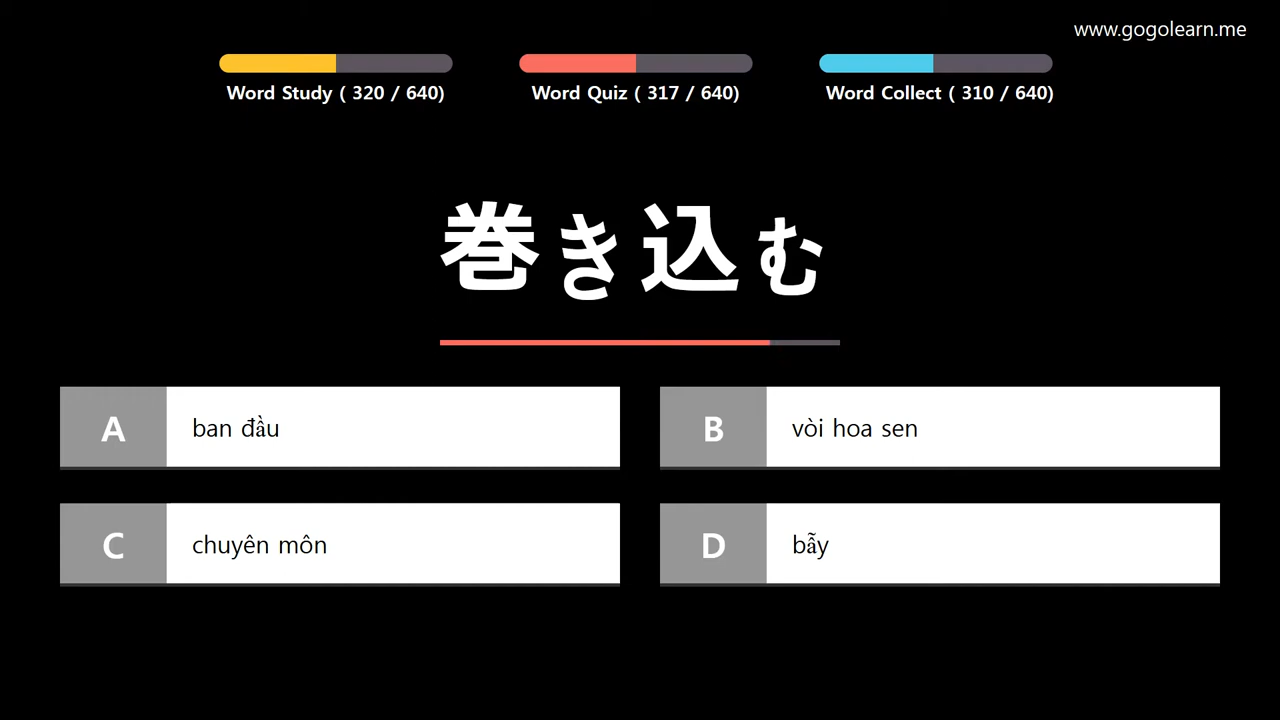 www.gogolearn.me
Word Study ( 320 / 640)
Word Quiz ( 317 / 640)
Word Collect ( 310 / 640)
巻き込む
A
ban đầu
B
vòi hoa sen
C
chuyên môn
D
bẫy